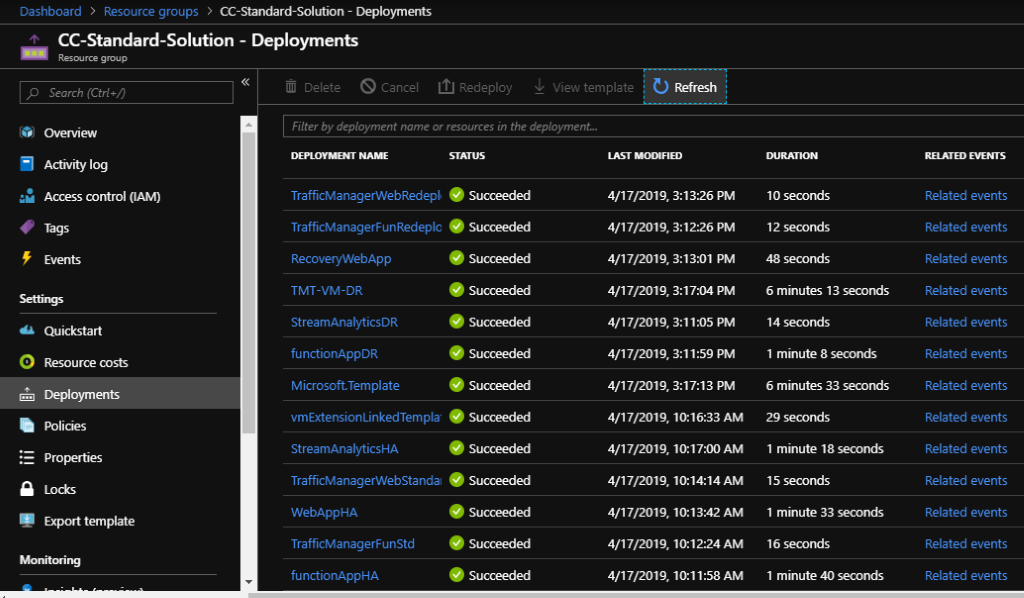 Dashboard > Resource groups > CC-Standard-Solution - Deployments
CC-Standard-Solution - Deployments
Resource group
Search (Ctrl+/)
«
Overview
Activity log
Access control (IAM)
Tags
Events
Settings
Quickstart
Resource costs
Deployments
Policies
Properties
Locks
Export template
Monitoring
Insights (preview)
Delete Cancel Redeploy View template Refresh
Filter by deployment name or resources in the deployment...
DEPLOYMENT NAME STATUS LAST MODIFIED DURATION RELATED EVENTS
TrafficManagerWebRedepl Succeeded 4/17/2019, 3:13:26 PM 10 seconds Related events
TrafficManagerFunRedeplo Succeeded 4/17/2019, 3:12:26 PM 12 seconds Related events
RecoveryWebApp Succeeded 4/17/2019, 3:13:01 PM 48 seconds Related events
TMT-VM-DR Succeeded 4/17/2019, 3:17:04 PM 6 minutes 13 seconds Related events
StreamAnalyticsDR Succeeded 4/17/2019, 3:11:05 PM 14 seconds Related events
functionAppDR Succeeded 4/17/2019, 3:11:59 PM 1 minute 8 seconds Related events
Microsoft.Template Succeeded 4/17/2019, 3:17:13 PM 6 minutes 33 seconds Related events
vmExtensionLinkedTempla Succeeded 4/17/2019, 10:16:33 AM 29 seconds Related events
StreamAnalyticsHA Succeeded 4/17/2019, 10:17:00 AM 1 minute 18 seconds Related events
TrafficManagerWebStandar Succeeded 4/17/2019, 10:14:14 AM 15 seconds Related events
WebAppHA Succeeded 4/17/2019, 10:13:42 AM 1 minute 33 seconds Related events
TrafficManagerFunStd Succeeded 4/17/2019, 10:12:24 AM 16 seconds Related events
functionAppHA Succeeded 4/17/2019, 10:11:58 AM 1 minute 40 seconds Related events